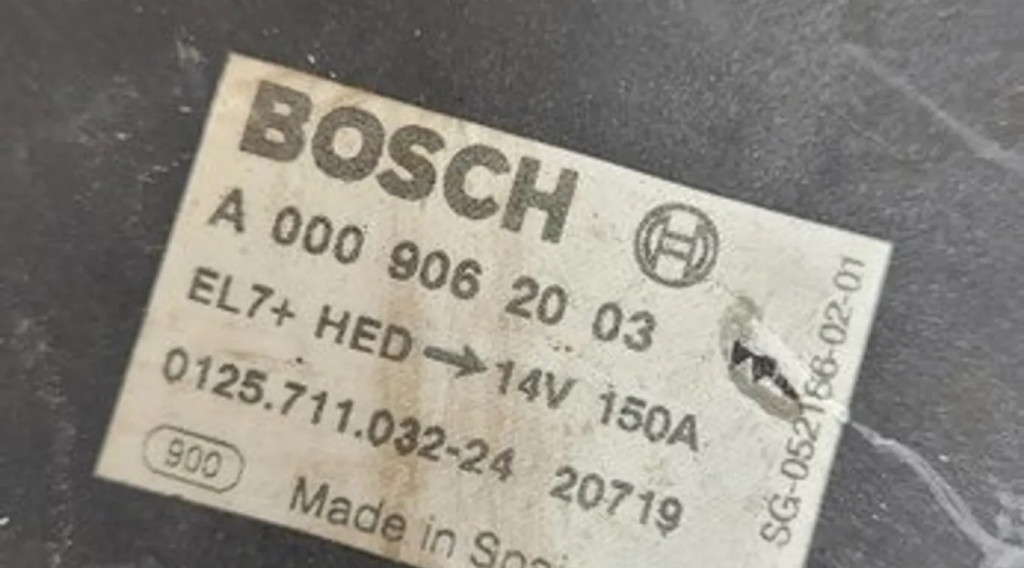 BOSCH
A 000 906 20 03
EL7+ HED → 14V 150A
0125.711.032-24 20719
900
Made in
SG-052166-02-01